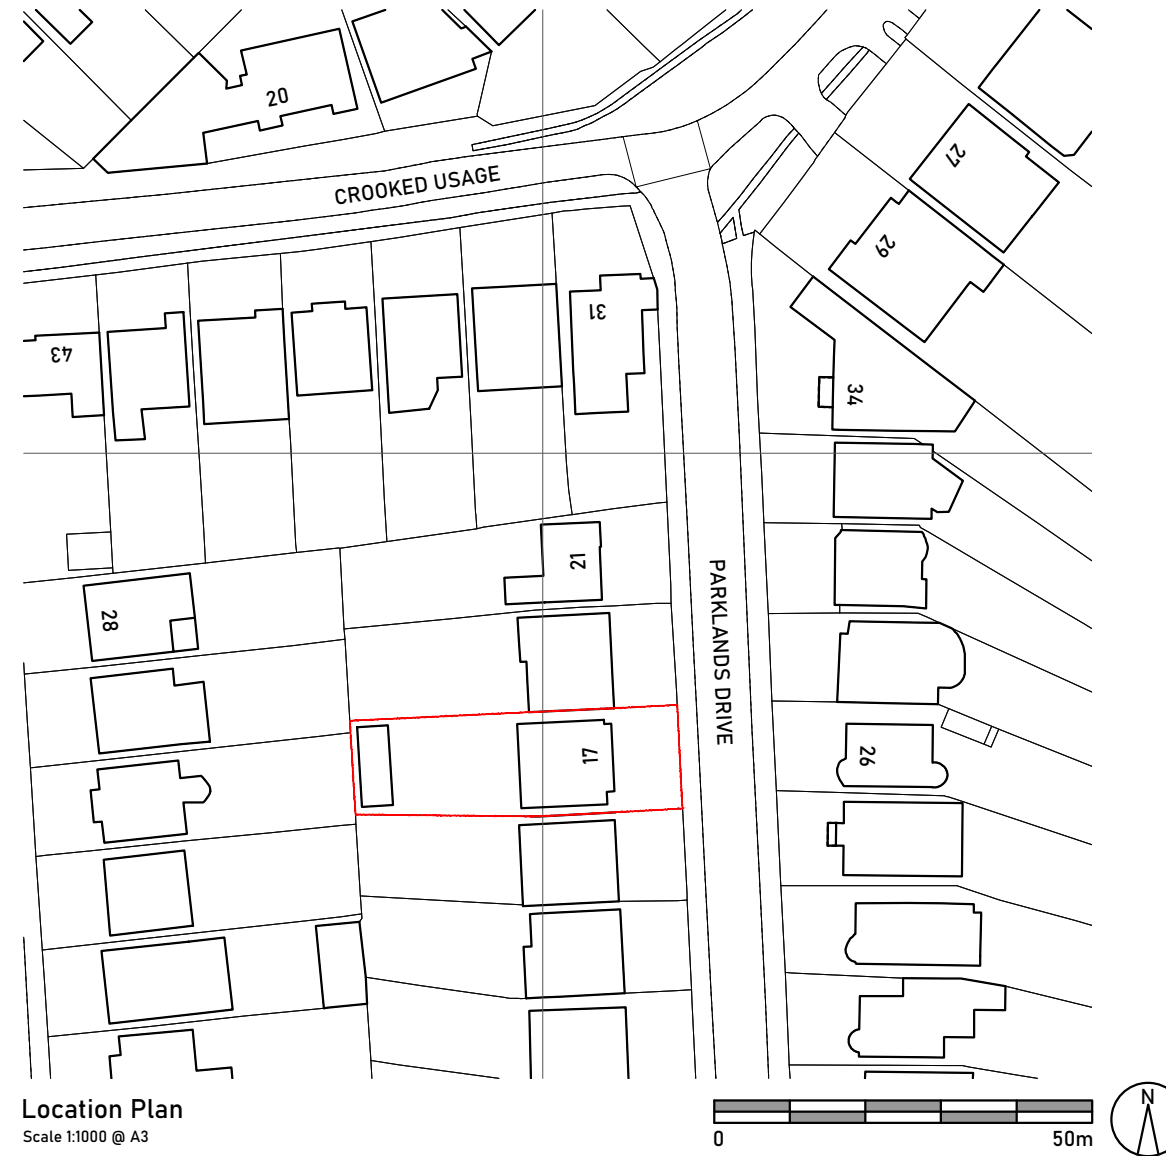 20
CROOKED USAGE
27
29
31
43
34
21
28
PARKLANDS DRIVE
17
26
Location Plan
Scale 1:1000 @ A3
0
50m
N